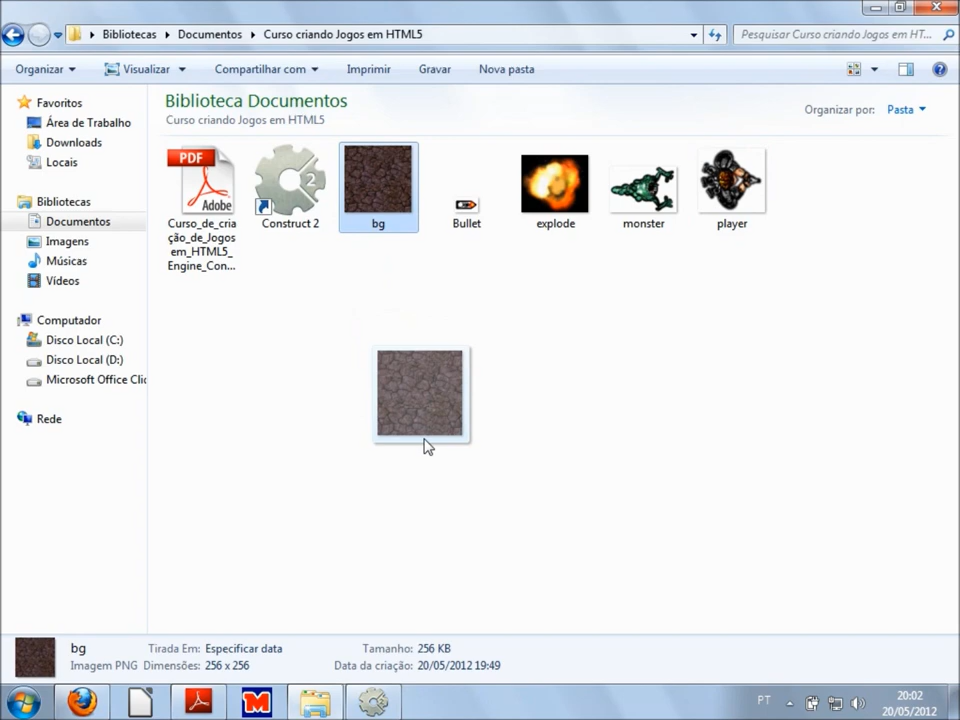 Bibliotecas Documentos Curso criando Jogos em HTML5
Pesquisar Curso criando Jogos em HT...
Organizar Visualizar Compartilhar com Imprimir Gravar Nova pasta
Favoritos
Área de Trabalho
Downloads
Locais
Bibliotecas
Documentos
Imagens
Músicas
Vídeos
Computador
Disco Local (C:)
Disco Local (D:)
Microsoft Office Clic
Rede
Biblioteca Documentos
Curso criando Jogos em HTML5
Organizar por: Pasta
PDF
Adobe
Curso_de_cria
ção_de_Jogos
em_HTML5_
Engine_Con...
2
Construct 2
bg
Bullet
explode
monster
player
bg
Imagem PNG
Tirada Em: Especificar data
Dimensões: 256 x 256
Tamanho: 256 KB
Data da criação: 20/05/2012 19:49
M
PT
20:02
20/05/2012